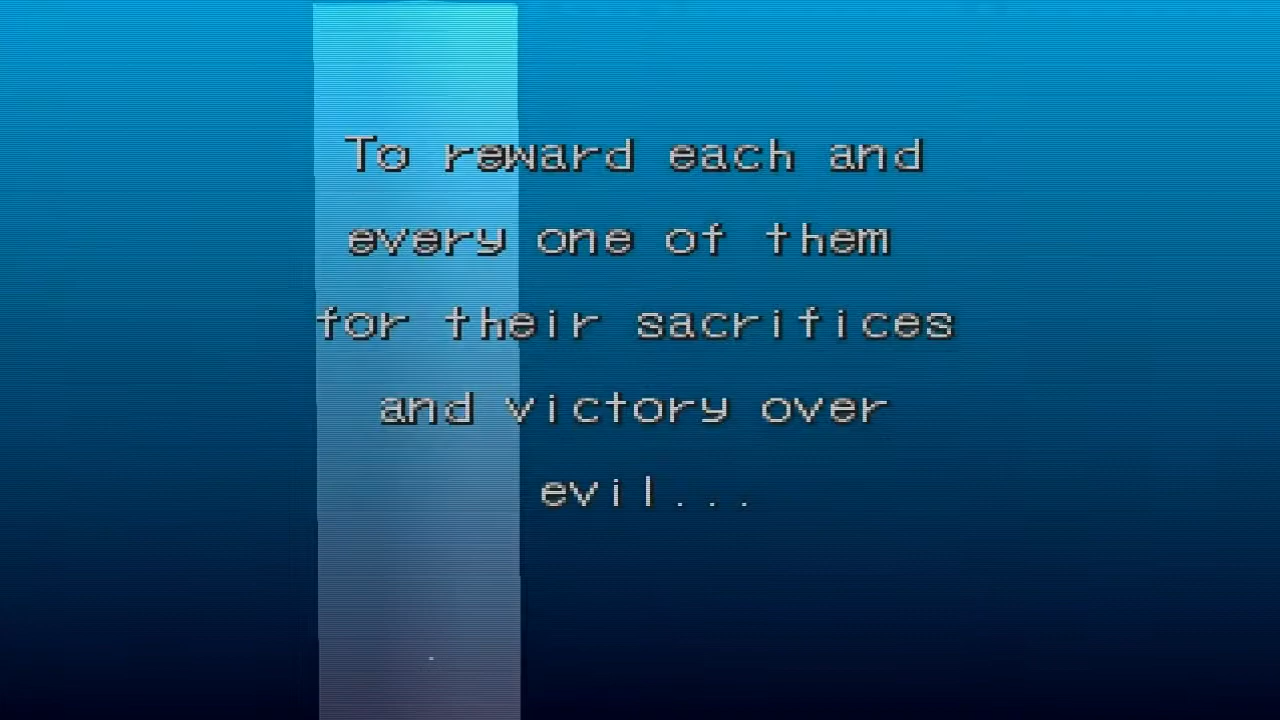 To reward each and
every one of them
for their sacrifices
and victory over
evil...